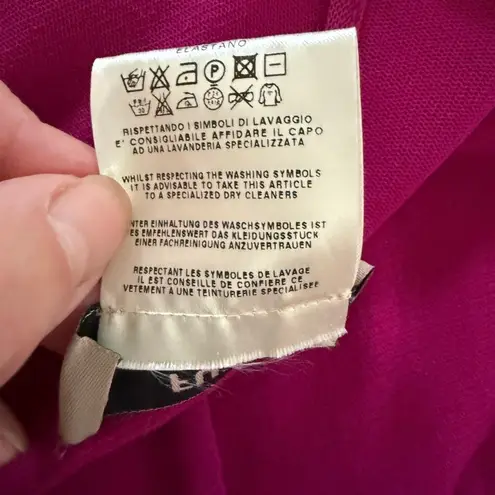 ELASTANO
P
RISPETTANDO I SIMBOLI DI LAVAGGIO
E' CONSIGLIABILE AFFIDARE IL CAPO
AD UNA LAVANDERIA SPECIALIZZATA
WHILST RESPECTING THE WASHING SYMBOLS
IT IS ADVISABLE TO TAKE THIS ARTICLE
TO A SPECIALIZED DRY CLEANERS
UNTER EINHALTUNG DES WASCHSYMBOLES IST
ES EMPFEHLENSWERT DAS KLEIDUNGSSTUCK
EINER FACHREINIGUNG ANZUVERTRAUEN
RESPECTANT LES SYMBOLES DE LAVAGE
IL EST CONSEILLE DE CONFIERE CE
VETEMENT A UNE TEINTURERIE SPECIALISEE